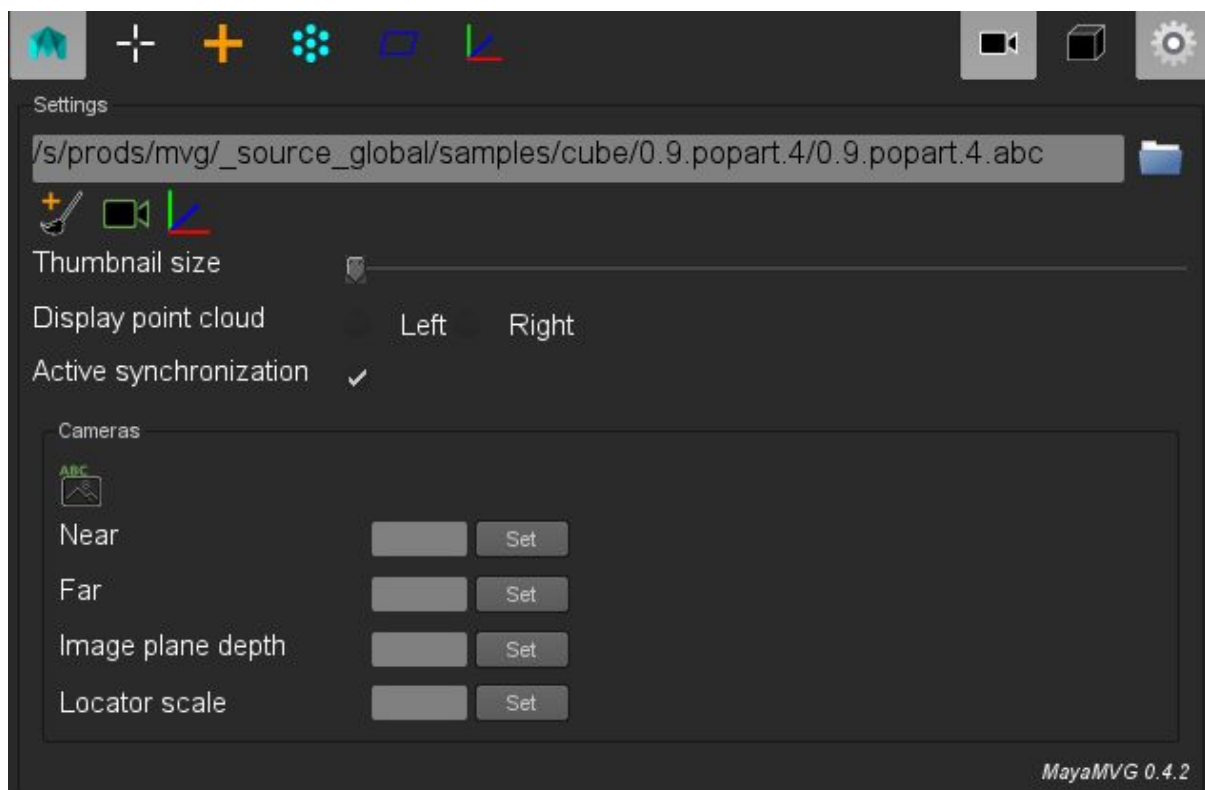 Settings
/s/prods/mvg/_source_global/samples/cube/0.9.popart.4/0.9.popart.4.abc
Thumbnail size
Display point cloud Left Right
Active synchronization
Cameras
ABC
Near Set
Far Set
Image plane depth Set
Locator scale Set
MayaMVG 0.4.2